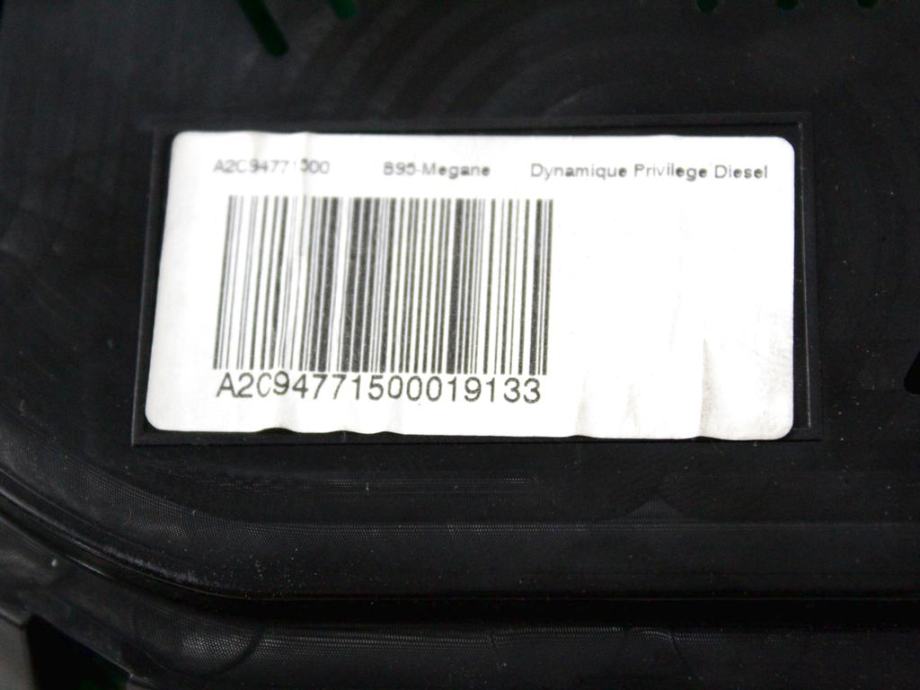 A2C94771500 B95-Megane Dynamique Privilege Diesel
A2C94771500019133